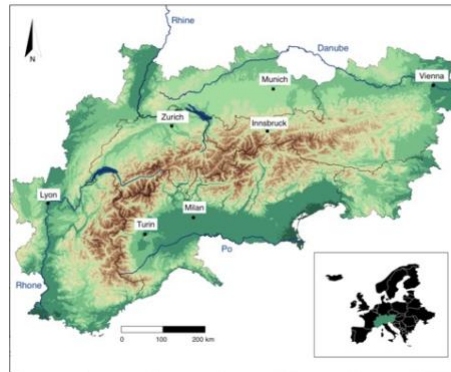 Rhine
Danube
Vienna
Munich
Zurich
Innsbruck
Lyon
Milan
Turin
Po
Rhone
N
0 100 200 km